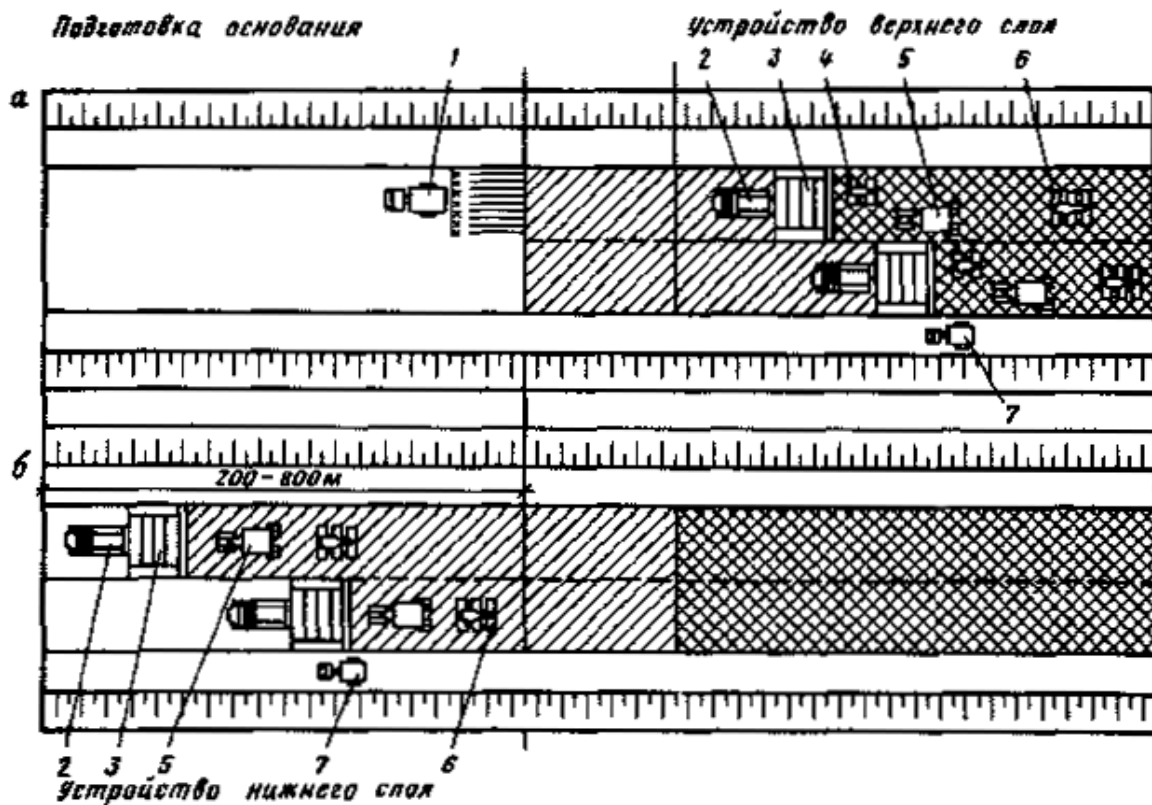 Подготовка основания
Устройство верхнего слоя
1 2 3 4 5 6
а
7
б
200-800м
2 3 5 7 6
Устройство нижнего слоя